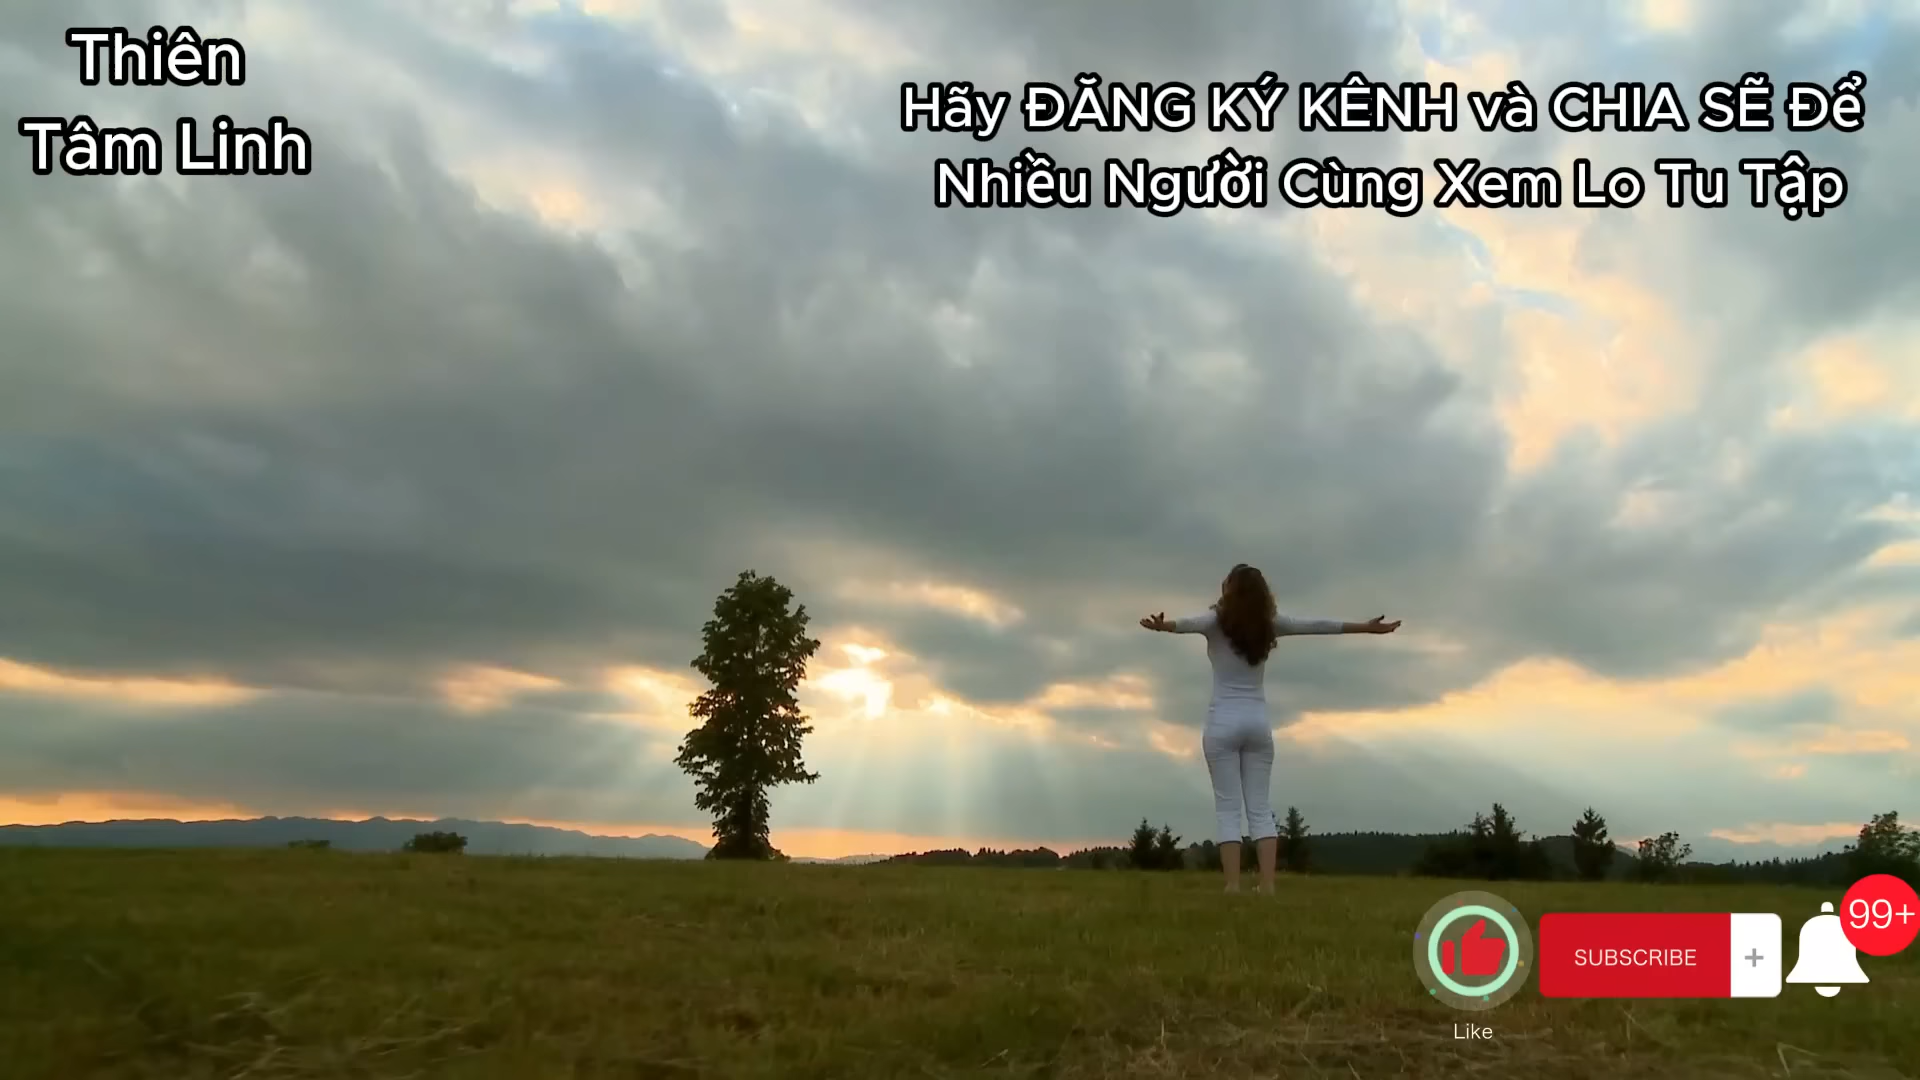 Thiên
Tâm Linh
Hãy ĐĂNG KÝ KÊNH và CHIA SẼ Để
Nhiều Người Cùng Xem Lo Tu Tập
99+
SUBSCRIBE
+
Like